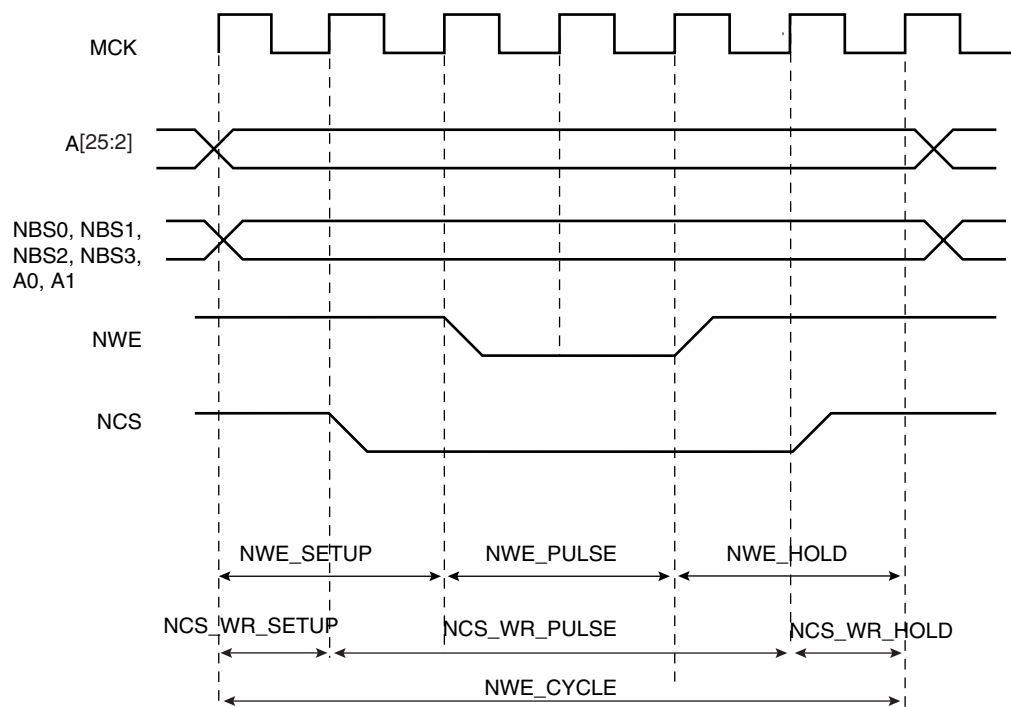 MCK
A[25:2]
NBS0, NBS1,
NBS2, NBS3,
A0, A1
NWE
NCS
NWE_SETUP
NWE_PULSE
NWE_HOLD
NCS_WR_SETUP
NCS_WR_PULSE
NCS_WR_HOLD
NWE_CYCLE